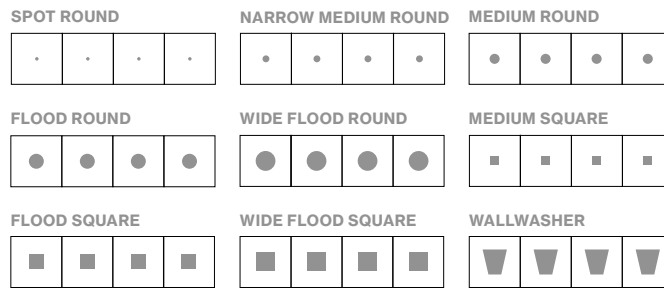 SPOT ROUND
NARROW MEDIUM ROUND
MEDIUM ROUND
FLOOD ROUND
WIDE FLOOD ROUND
MEDIUM SQUARE
FLOOD SQUARE
WIDE FLOOD SQUARE
WALLWASHER